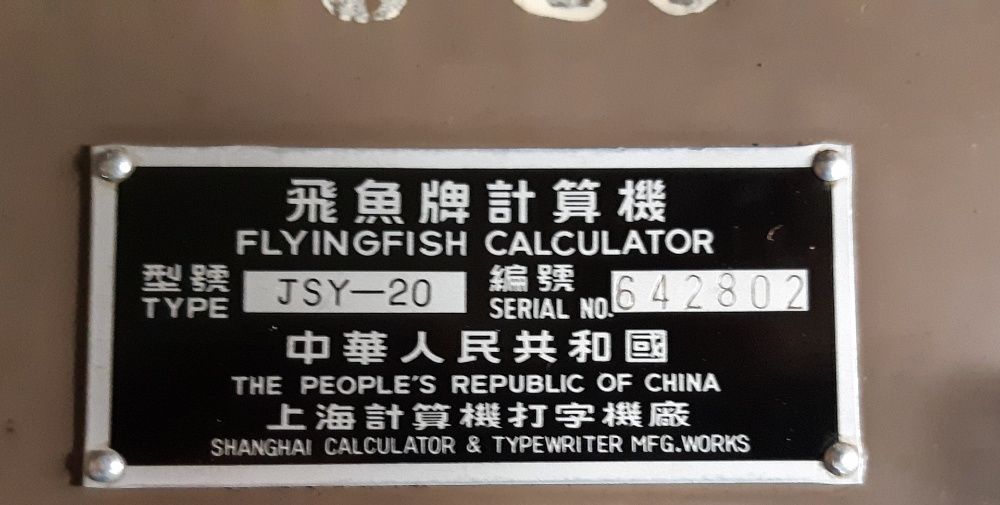 飛魚牌計算機
FLYINGFISH CALCULATOR
型號 JSY—20 編號 642802
TYPE SERIAL NO.
中華人民共和國
THE PEOPLE'S REPUBLIC OF CHINA
上海計算機打字機廠
SHANGHAI CALCULATOR & TYPEWRITER MFG.WORKS